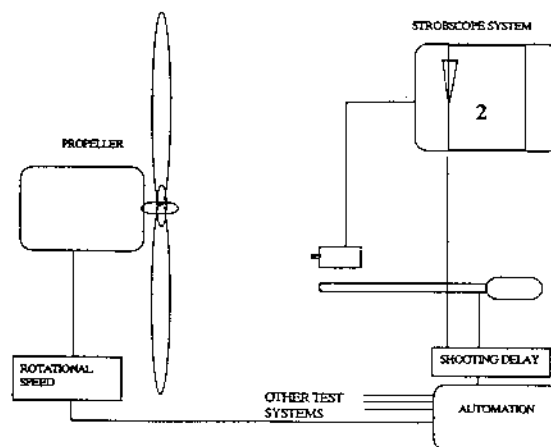 STROBSCOPE SYSTEM
2
PROPELLER
ROTATIONAL
SPEED
SHOOTING DELAY
OTHER TEST
SYSTEMS
AUTOMATION